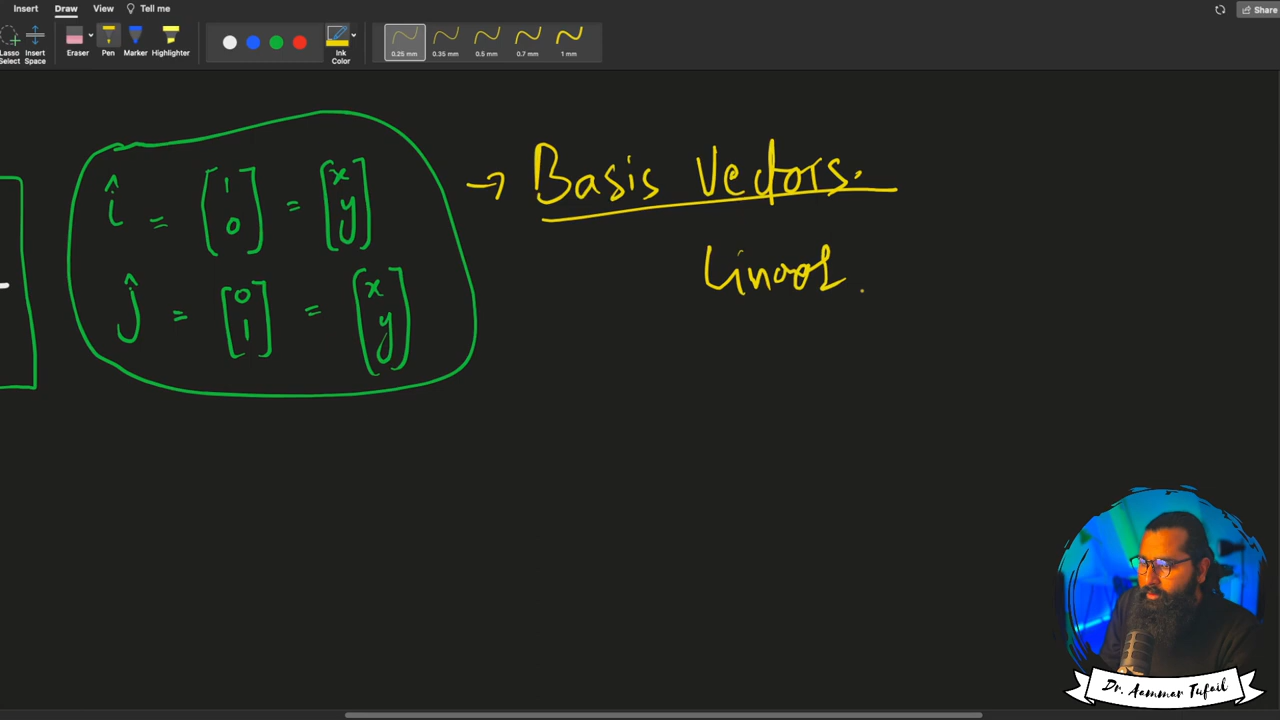 Insert Draw View Tell me
Share
Lasso Select
Insert Space
Eraser
Pen
Marker
Highlighter
Ink Color
0.25 mm
0.35 mm
0.5 mm
0.7 mm
1 mm
î = [1 0] = [x y]
ĵ = [0 1] = [x y]
→ Basis Vectors.
Linear
Dr. Aammar Tufail